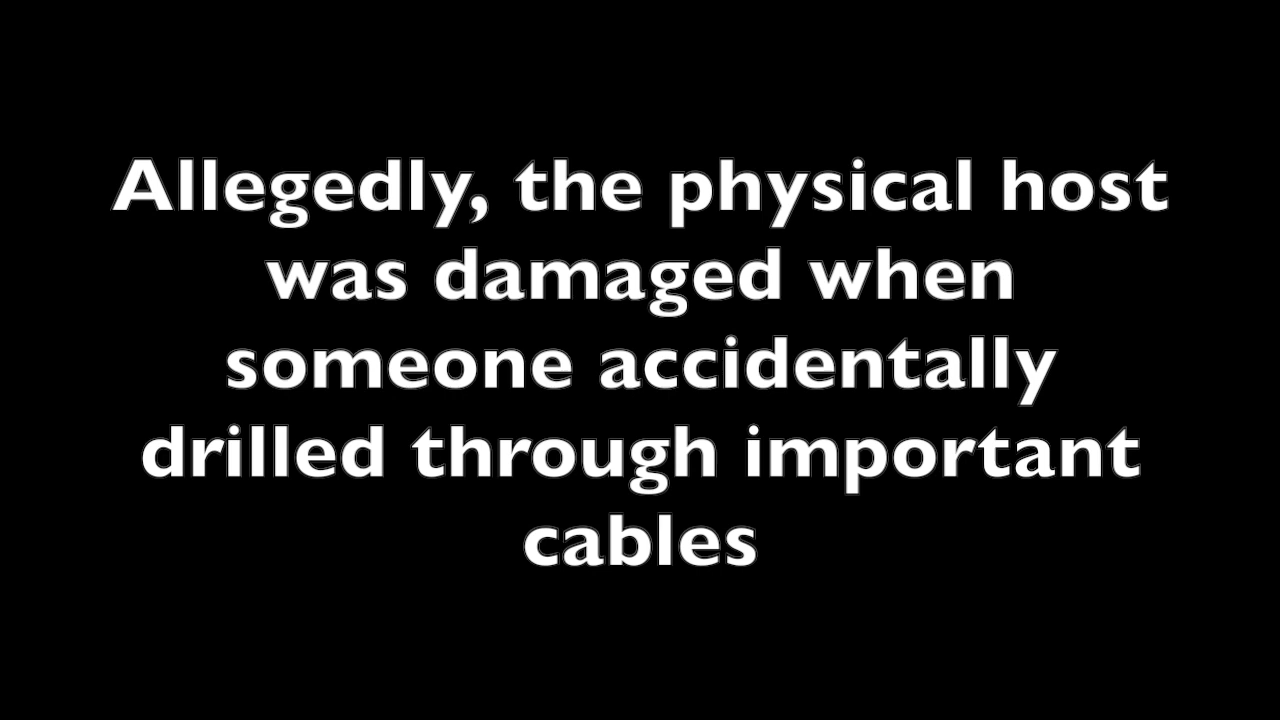 Allegedly, the physical host
was damaged when
someone accidentally
drilled through important
cables